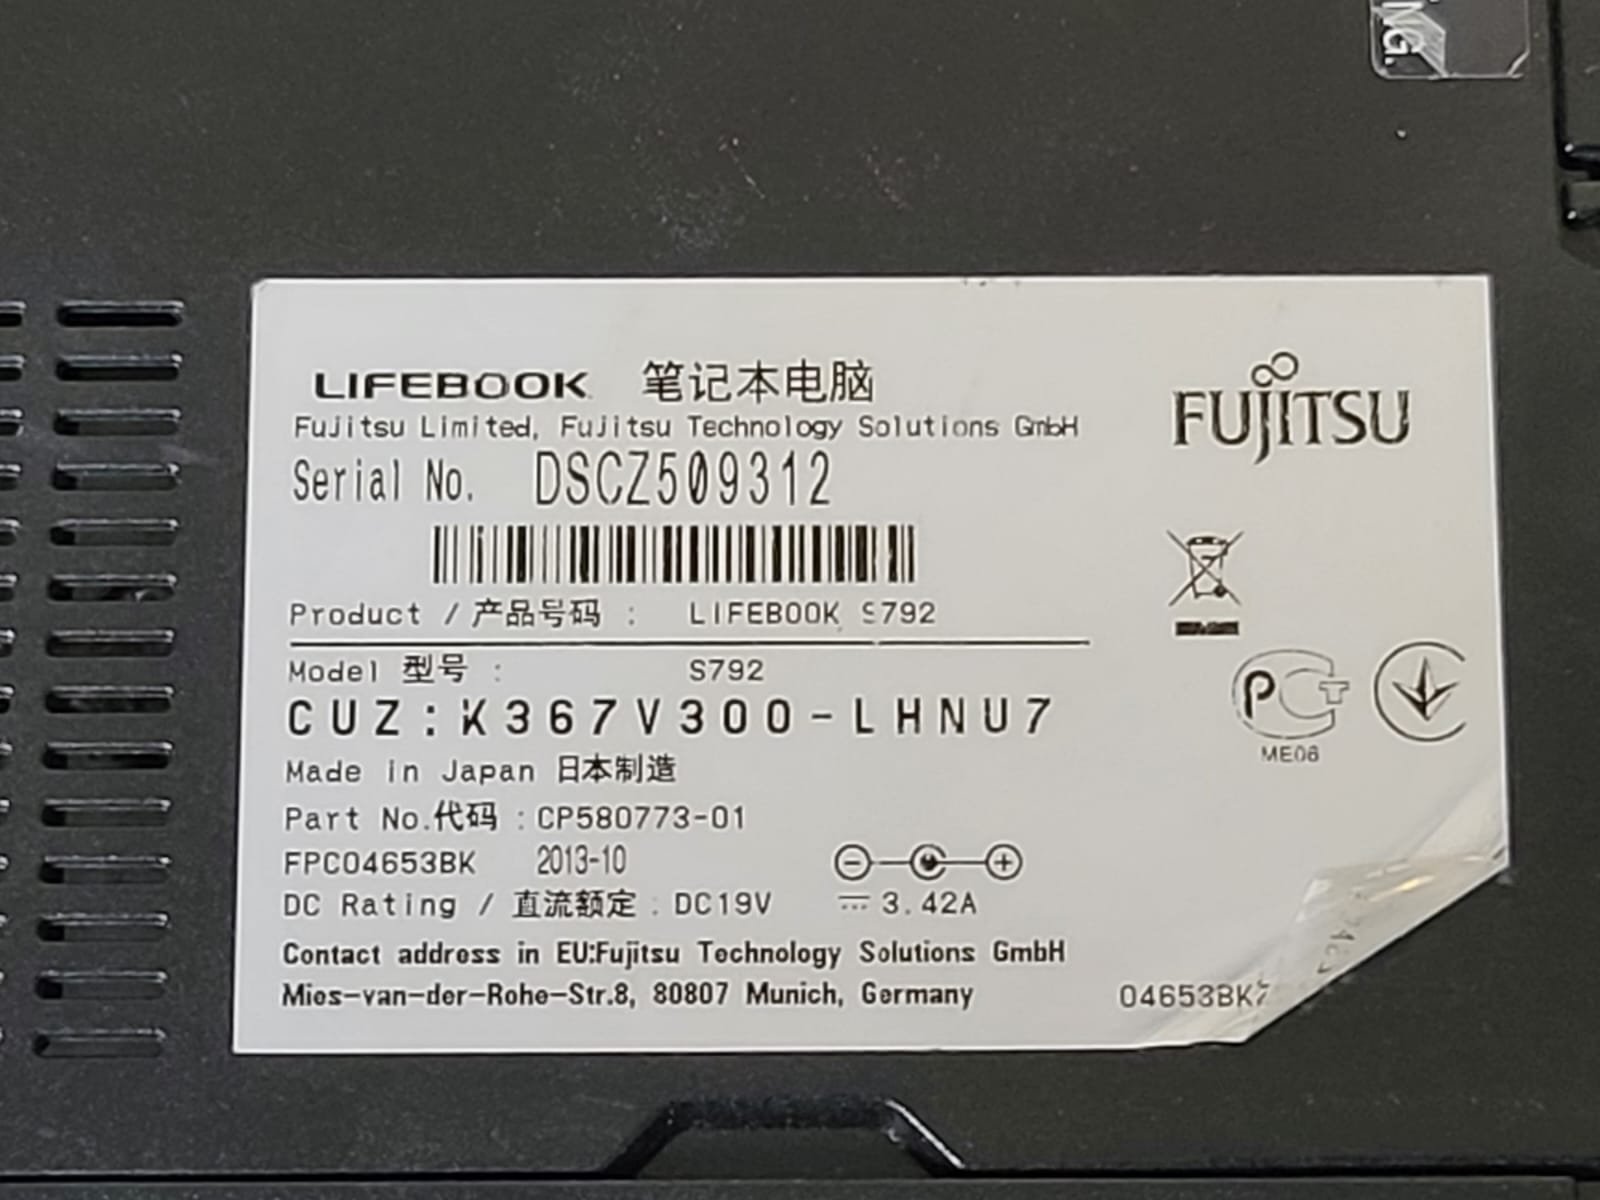 NG.
LIFEBOOK 笔记本电脑
FUJITSU
Fujitsu Limited, Fujitsu Technology Solutions GmbH
Serial No. DSCZ509312
Product / 产品号码 : LIFEBOOK S792
Model 型号 : S792
CUZ:K367V300-LHNU7
PCT
ME06
Made in Japan 日本制造
Part No.代码 : CP580773-01
FPC04653BK 2013-10
DC Rating / 直流额定 : DC19V ⎓ 3.42A
Contact address in EU:Fujitsu Technology Solutions GmbH
Mies-van-der-Rohe-Str.8, 80807 Munich, Germany
04653BK